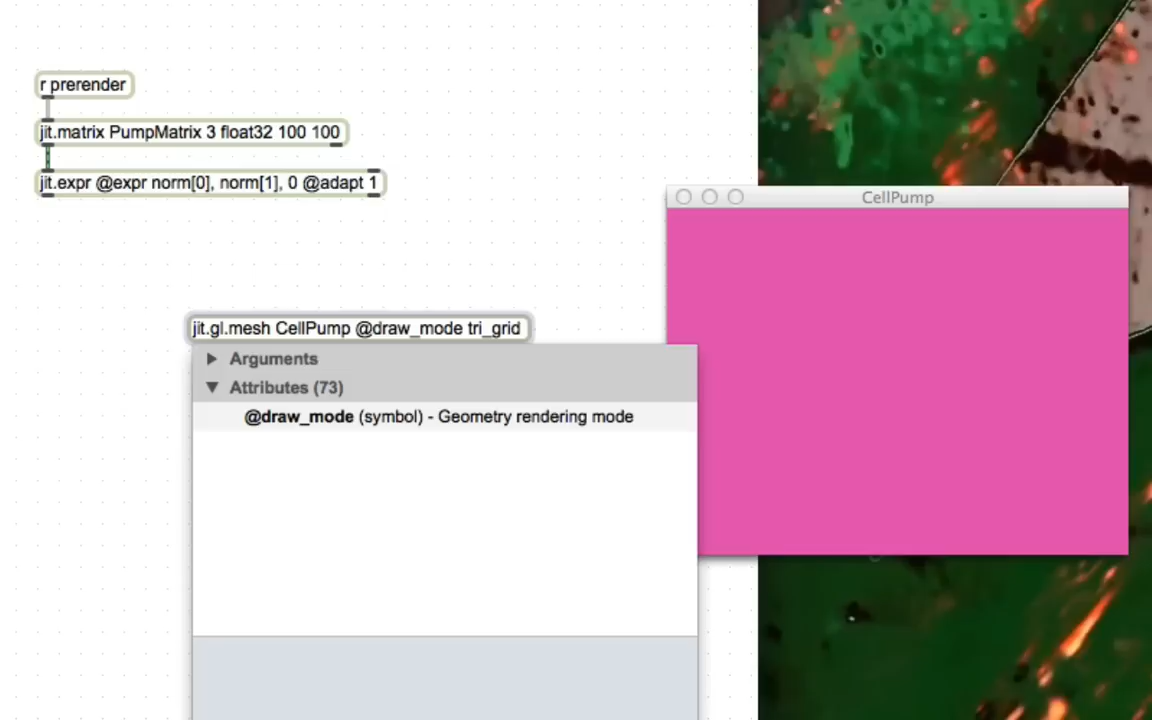 r prerender
jit.matrix PumpMatrix 3 float32 100 100
jit.expr @expr norm[0], norm[1], 0 @adapt 1
CellPump
jit.gl.mesh CellPump @draw_mode tri_grid
Arguments
Attributes (73)
@draw_mode (symbol) - Geometry rendering mode